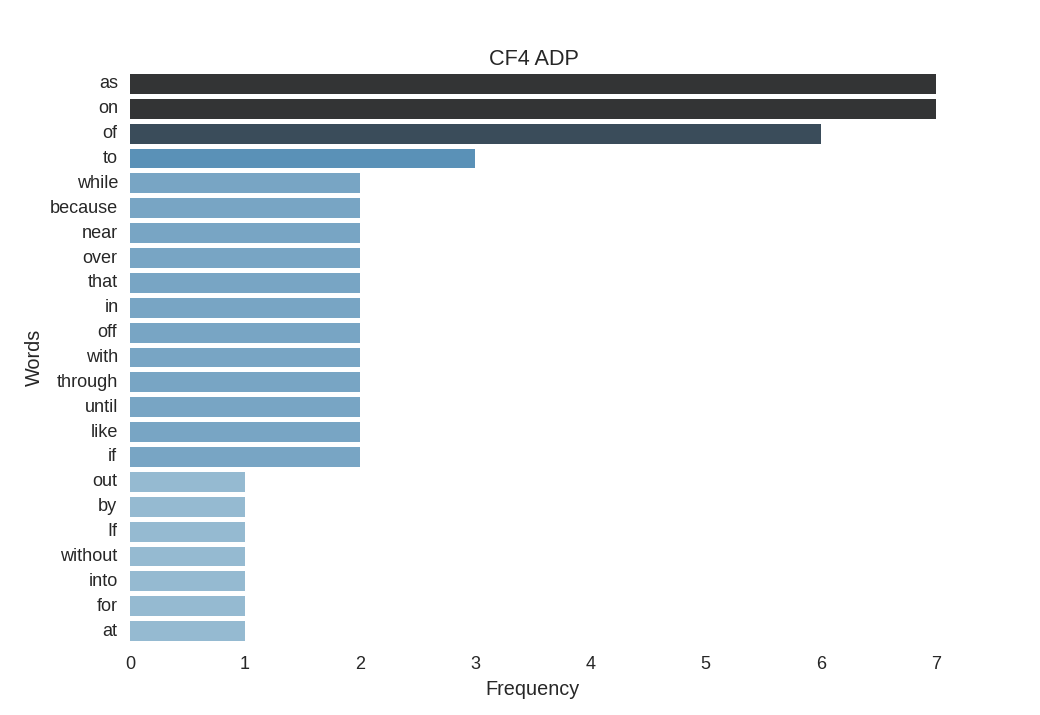 CF4 ADP
as
on
of
to
while
because
near
over
that
in
off
with
through
until
like
if
out
by
If
without
into
for
at
Words
0 1 2 3 4 5 6 7
Frequency